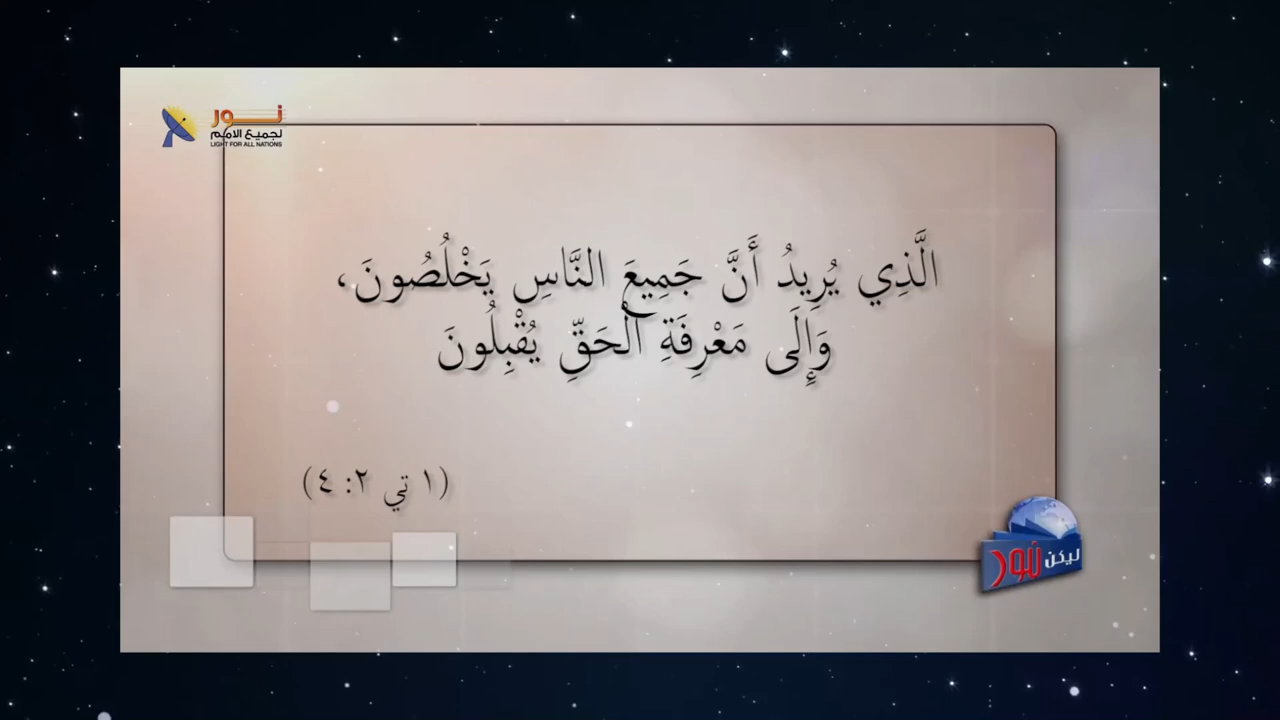 نور
لجميع الامم
LIGHT FOR ALL NATIONS
الَّذِي يُرِيدُ أَنَّ جَمِيعَ النَّاسِ يَخْلُصُونَ،
وَإِلَى مَعْرِفَةِ الْحَقِّ يُقْبِلُونَ
(١ تي ٢: ٤)
ليكن نور